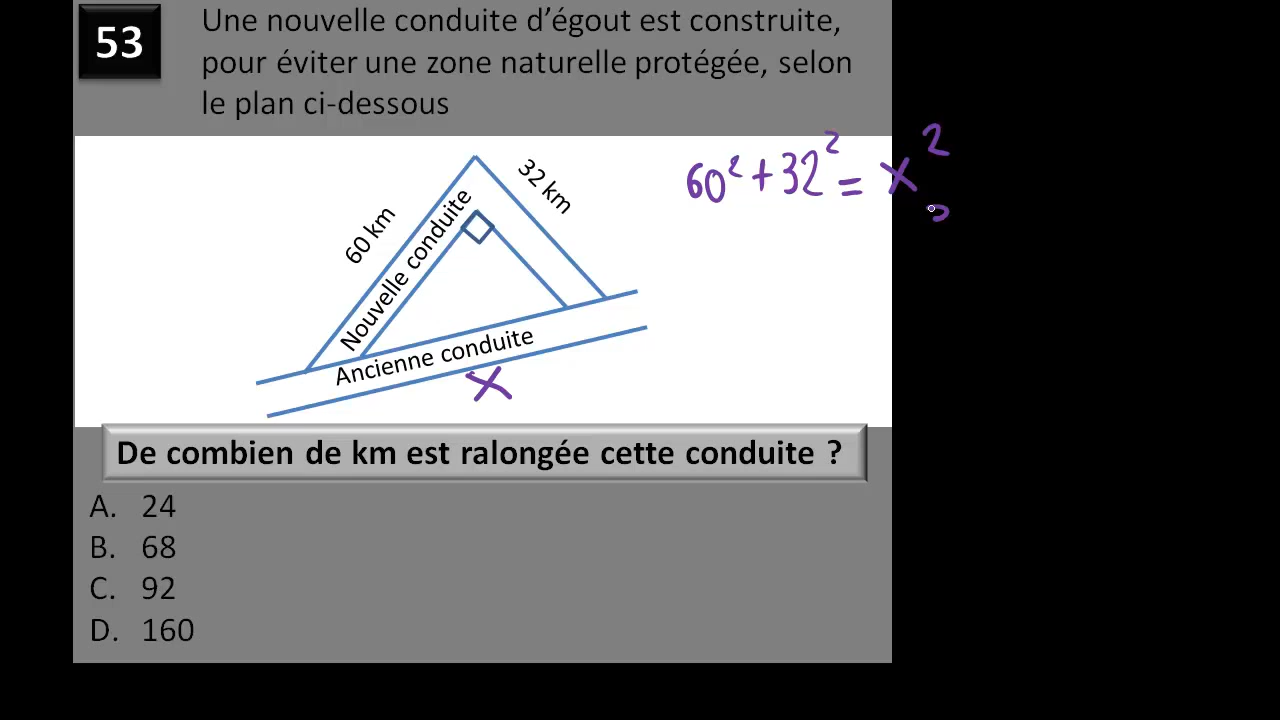 53
Une nouvelle conduite d’égout est construite,
pour éviter une zone naturelle protégée, selon
le plan ci-dessous
60² + 32² = x²
32 km
60 km
Nouvelle conduite
Ancienne conduite
x
De combien de km est ralongée cette conduite ?
A. 24
B. 68
C. 92
D. 160